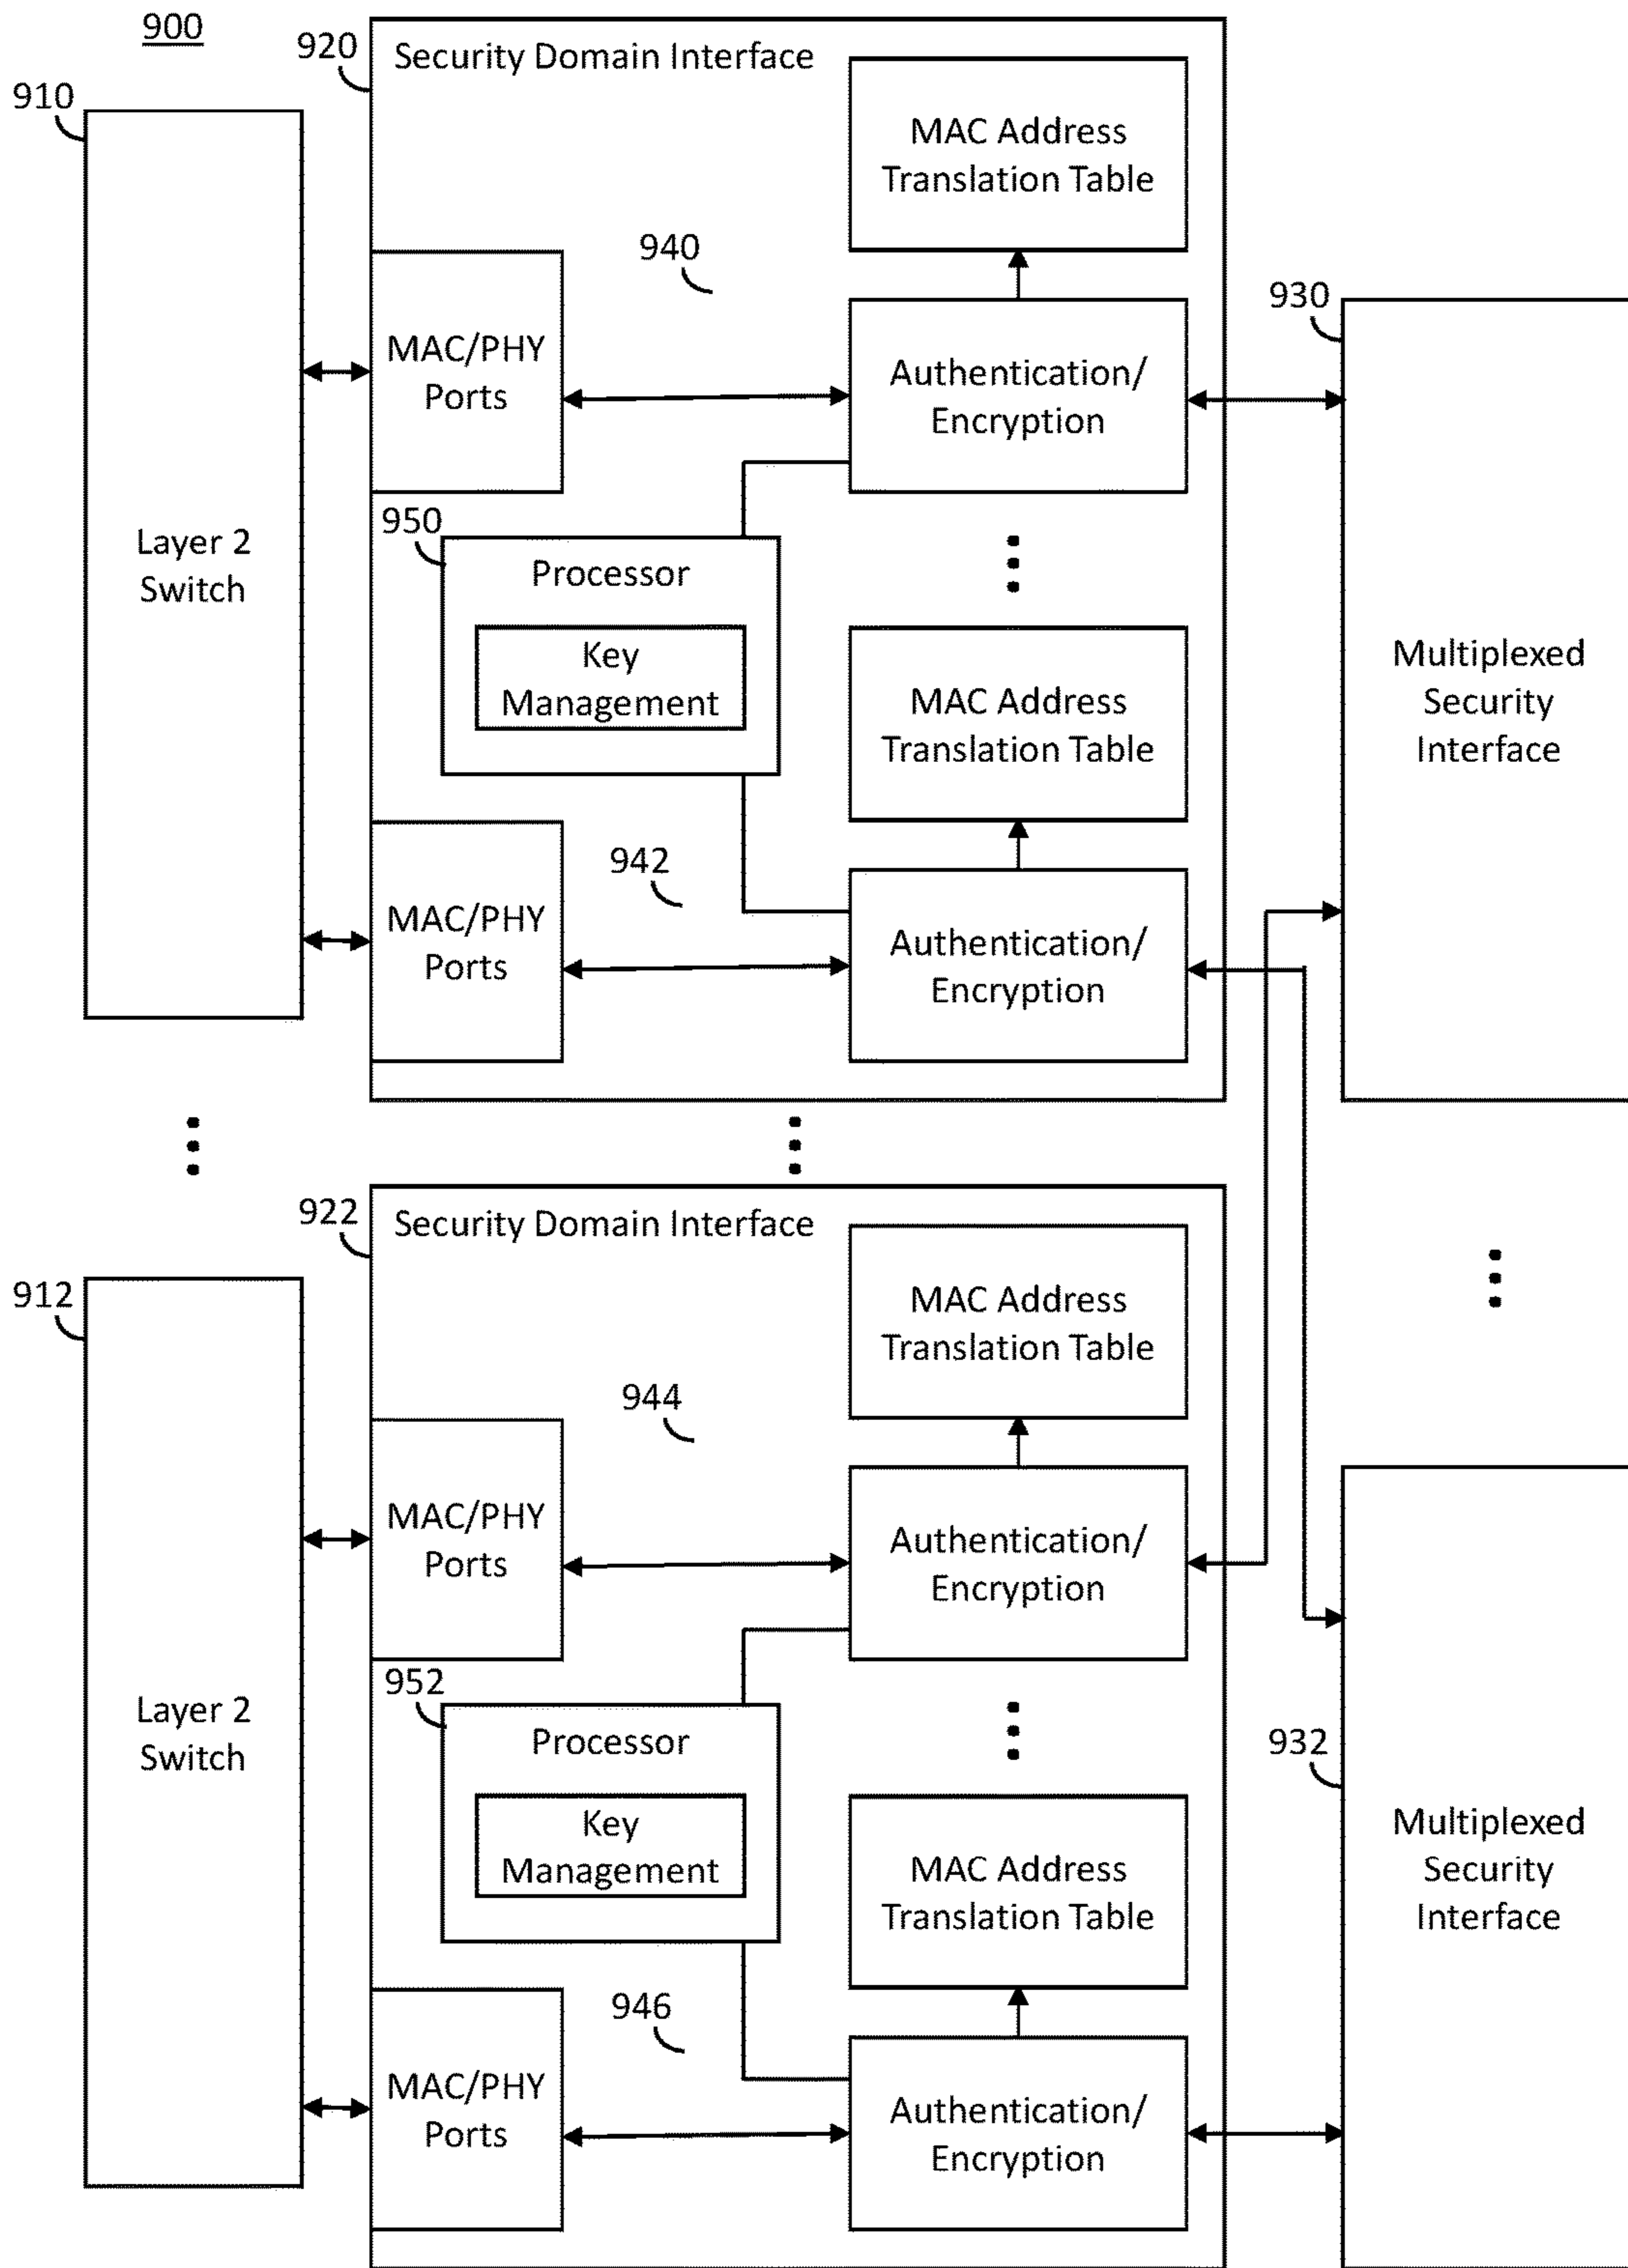 900
920
Security Domain Interface
910
MAC Address
Translation Table
940
930
MAC/PHY
Ports
Authentication/
Encryption
950
Layer 2
Switch
Processor
Key
Management
MAC Address
Translation Table
Multiplexed
Security
Interface
942
MAC/PHY
Ports
Authentication/
Encryption
922
Security Domain Interface
912
MAC Address
Translation Table
944
MAC/PHY
Ports
Authentication/
Encryption
952
Layer 2
Switch
Processor
932
Key
Management
MAC Address
Translation Table
Multiplexed
Security
Interface
946
MAC/PHY
Ports
Authentication/
Encryption